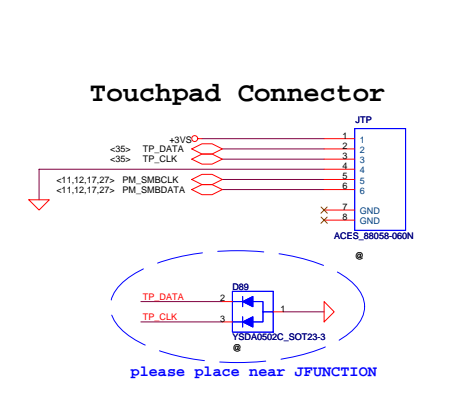 Touchpad Connector
JTP
+3VS
<35> TP_DATA
<35> TP_CLK
<11,12,17,27> PM_SMBCLK
<11,12,17,27> PM_SMBDATA
1 1
2 2
3 3
4 4
5 5
6 6
7 GND
8 GND
ACES_88058-060N
@
D89
TP_DATA 2
TP_CLK 3
1
YSDA0502C_SOT23-3
@
please place near JFUNCTION